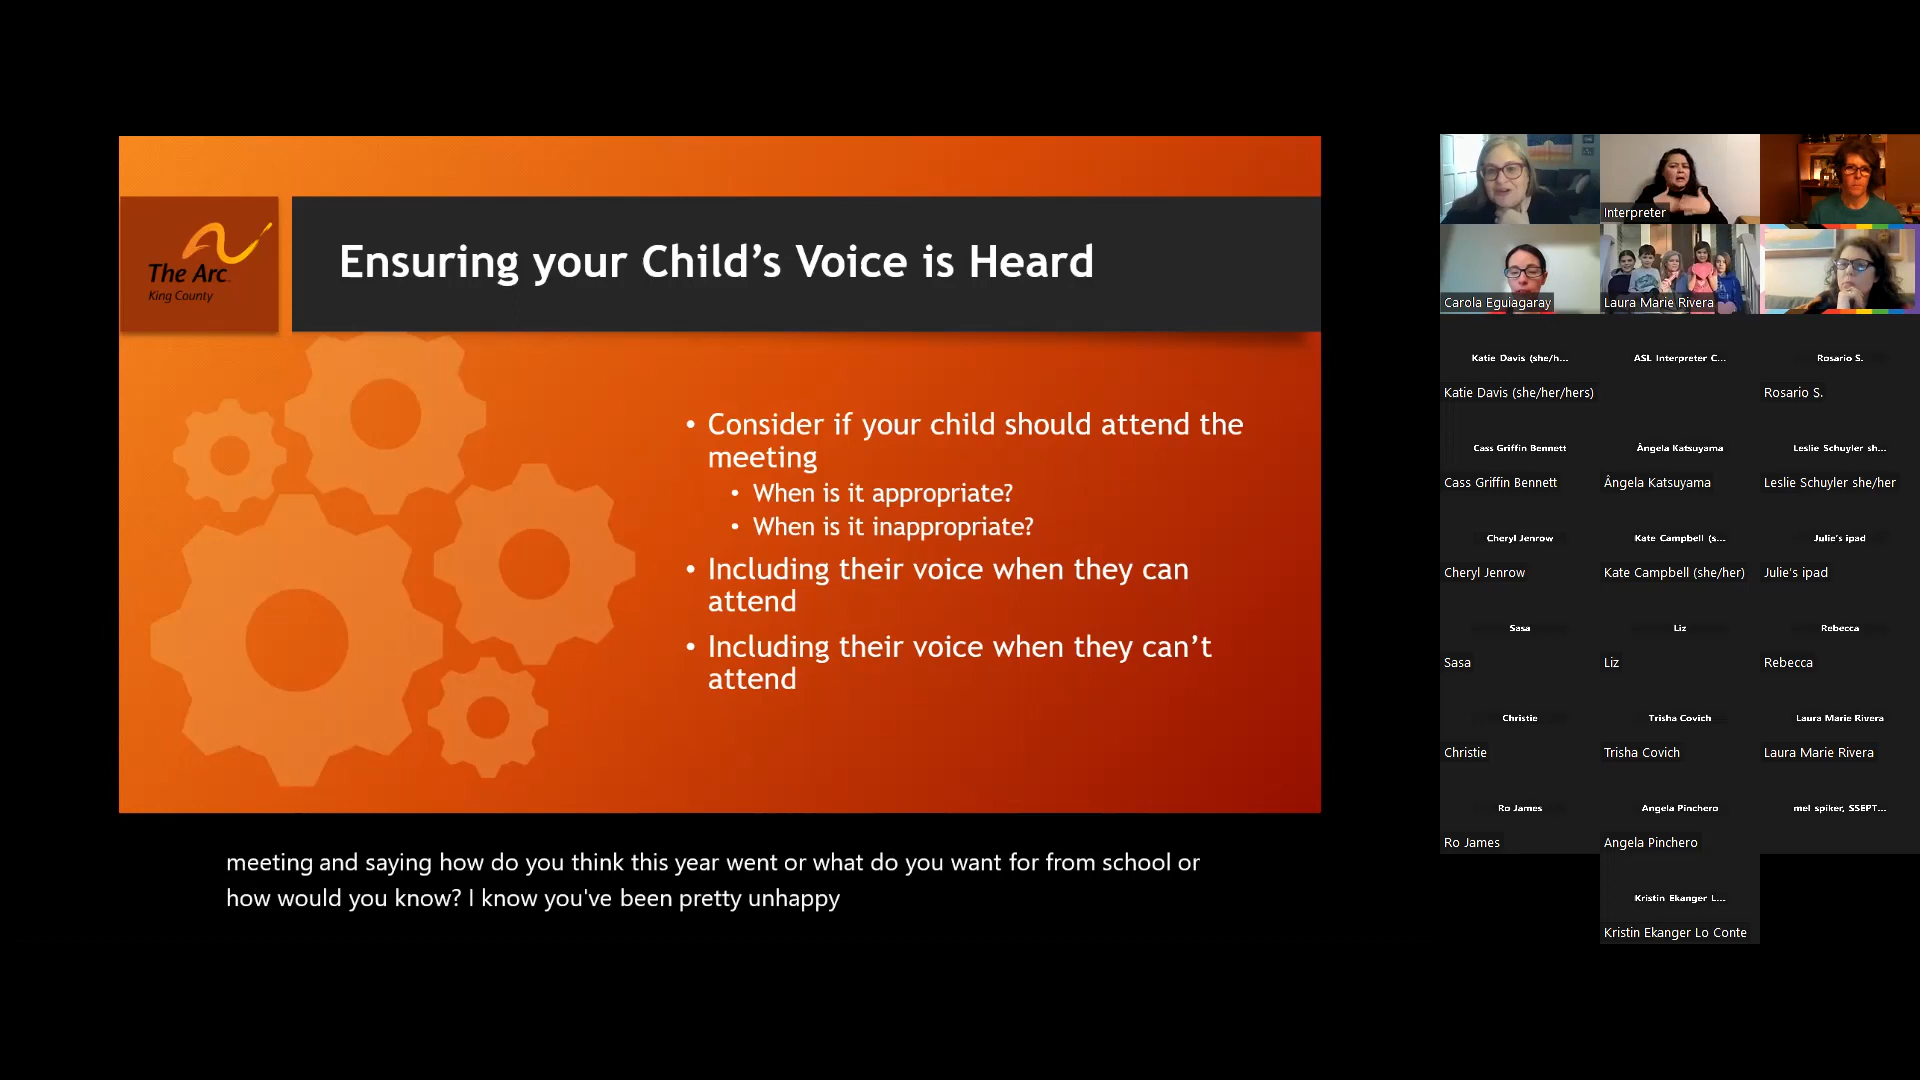 The Arc
King County
Ensuring your Child’s Voice is Heard
• Consider if your child should attend the
meeting
• When is it appropriate?
• When is it inappropriate?
• Including their voice when they can
attend
• Including their voice when they can’t
attend
meeting and saying how do you think this year went or what do you want for from school or
how would you know? I know you've been pretty unhappy
Interpreter
Carola Eguiagaray
Laura Marie Rivera
Katie Davis (she/h...
ASL Interpreter C...
Rosario S.
Katie Davis (she/her/hers)
Rosario S.
Cass Griffin Bennett
Ângela Katsuyama
Leslie Schuyler sh...
Cass Griffin Bennett
Ângela Katsuyama
Leslie Schuyler she/her
Cheryl Jenrow
Kate Campbell (s...
Julie's ipad
Cheryl Jenrow
Kate Campbell (she/her)
Julie's ipad
Sasa
Liz
Rebecca
Sasa
Liz
Rebecca
Christie
Trisha Covich
Laura Marie Rivera
Christie
Trisha Covich
Laura Marie Rivera
Ro James
Angela Pinchero
mel spiker, SSEPT...
Ro James
Angela Pinchero
Kristin Ekanger L...
Kristin Ekanger Lo Conte